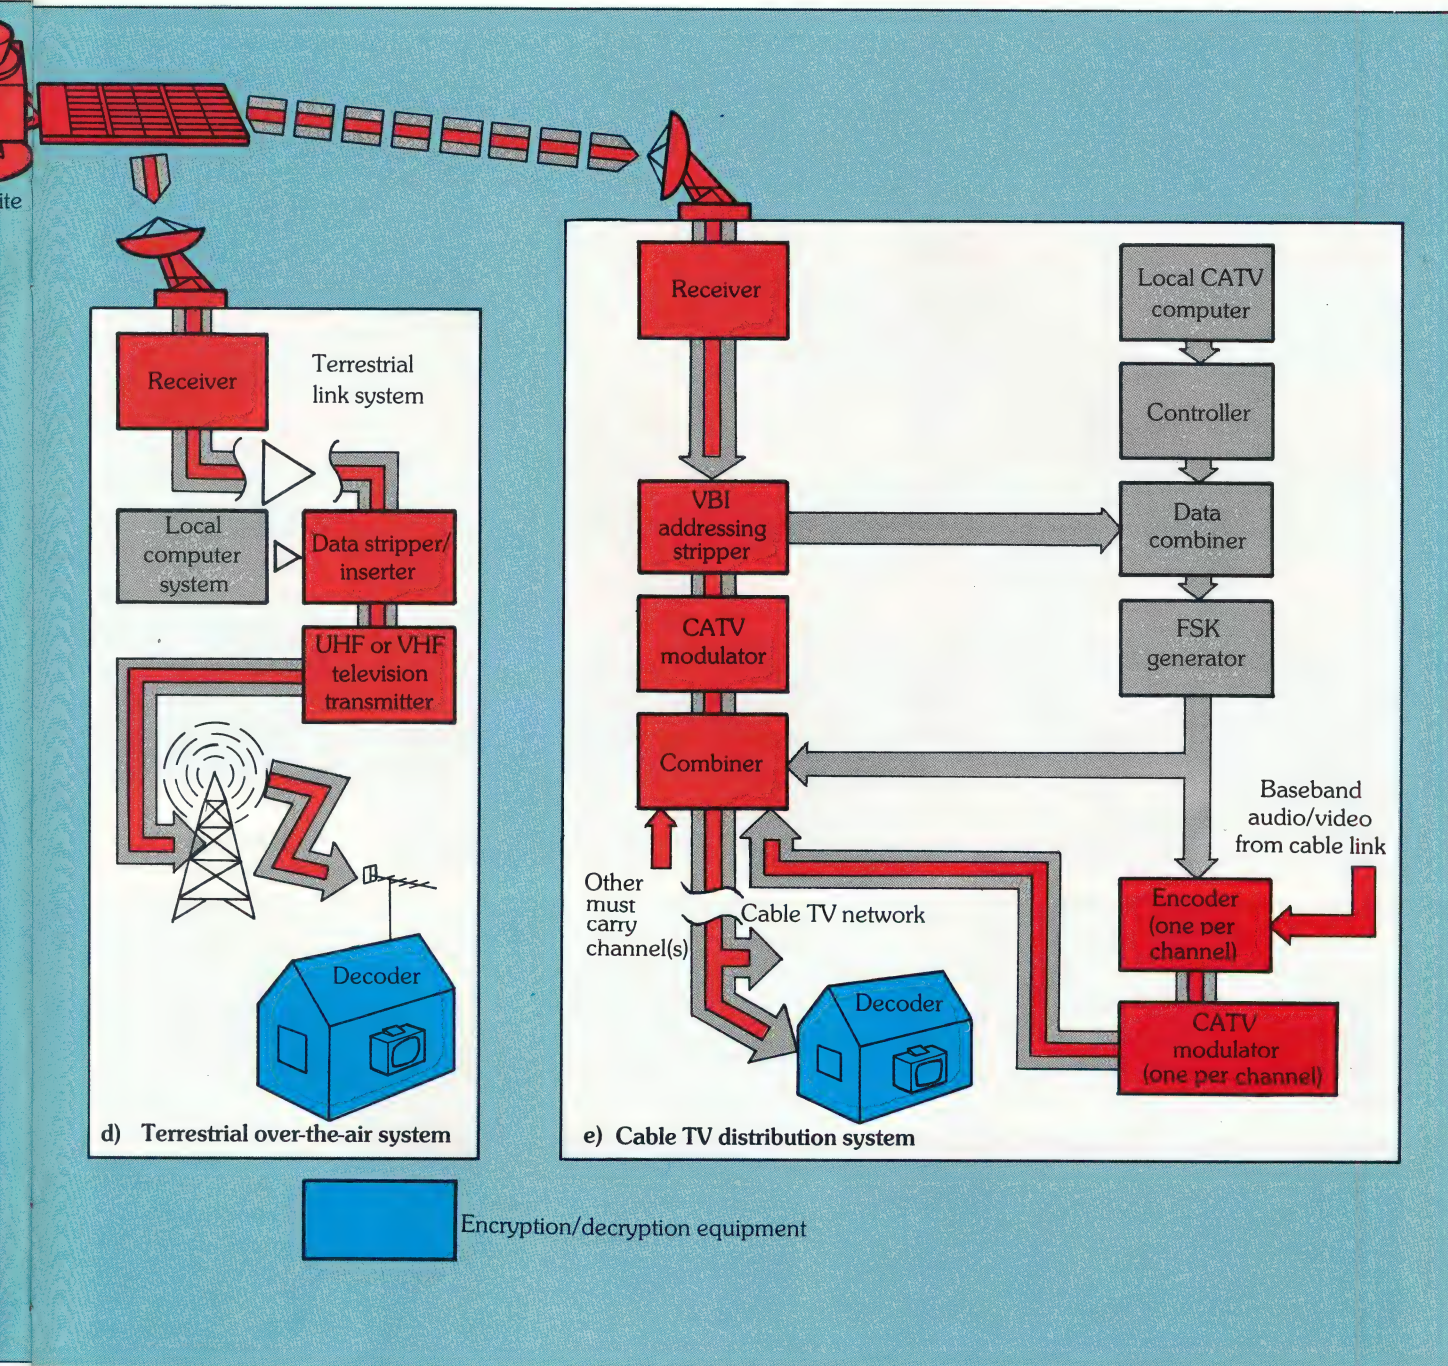 ite
Receiver
Terrestrial
link system
Local
computer
system
Data stripper/
inserter
UHF or VHF
television
transmitter
Decoder
d) Terrestrial over-the-air system
Receiver
Local CATV
computer
Controller
VBI
addressing
stripper
Data
combiner
CATV
modulator
FSK
generator
Combiner
Baseband
audio/video
from cable link
Other
must
carry
channel(s)
Cable TV network
Encoder
(one per
channel)
Decoder
CATV
modulator
(one per channel)
e) Cable TV distribution system
Encryption/decryption equipment